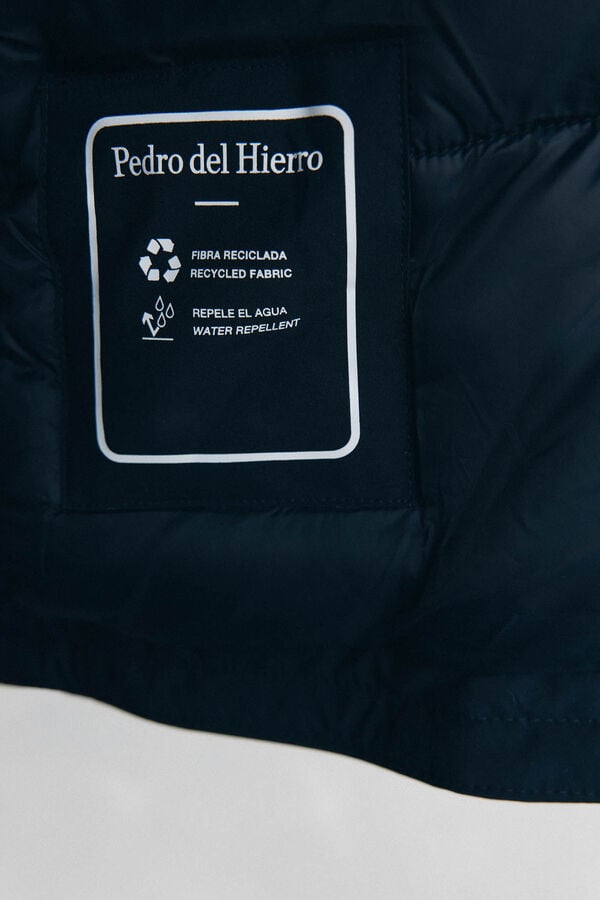 Pedro del Hierro
FIBRA RECICLADA
RECYCLED FABRIC
REPELE EL AGUA
WATER REPELLENT